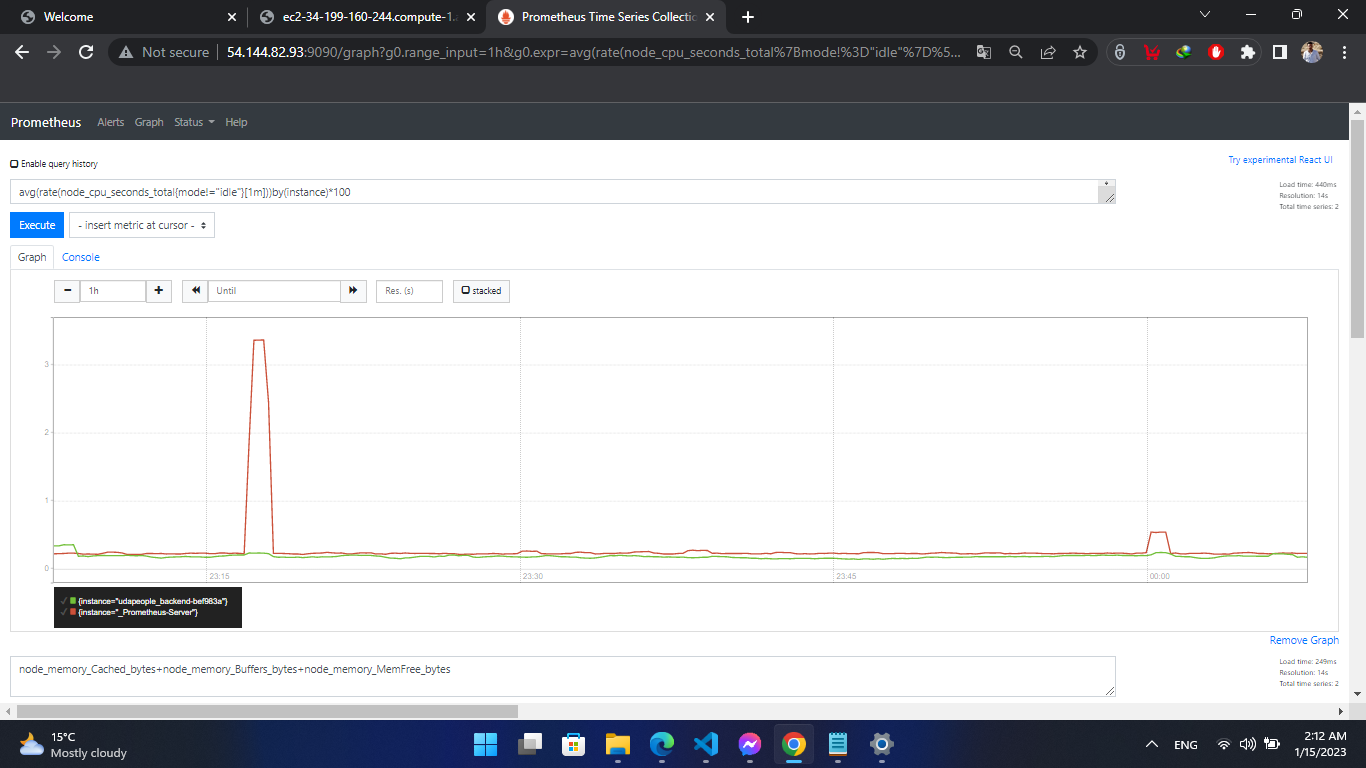 Welcome
ec2-34-199-160-244.compute-1.a
Prometheus Time Series Collectio
Not secure
54.144.82.93:9090/graph?g0.range_input=1h&g0.expr=avg(rate(node_cpu_seconds_total%7Bmode!%3D"idle"%7D%5...
Prometheus
Alerts
Graph
Status
Help
Enable query history
Try experimental React UI
avg(rate(node_cpu_seconds_total{mode!="idle"}[1m]))by(instance)*100
Load time: 440ms
Resolution: 14s
Total time series: 2
Execute
- insert metric at cursor -
Graph
Console
1h
Until
Res. (s)
stacked
3
2
1
0
23:15
23:30
23:45
00:00
{instance="udapeople_backend-bef983a"}
{instance="_Prometheus-Server"}
Remove Graph
node_memory_Cached_bytes+node_memory_Buffers_bytes+node_memory_MemFree_bytes
Load time: 249ms
Resolution: 14s
Total time series: 2
15°C
Mostly cloudy
ENG
2:12 AM
1/15/2023